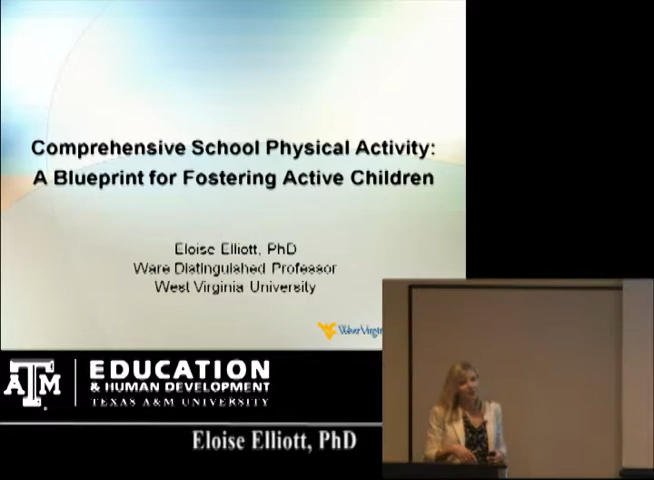 Comprehensive School Physical Activity:
A Blueprint for Fostering Active Children
Eloise Elliott, PhD
Ware Distinguished Professor
West Virginia University
ATM
EDUCATION
& HUMAN DEVELOPMENT
TEXAS A&M UNIVERSITY
Eloise Elliott, PhD